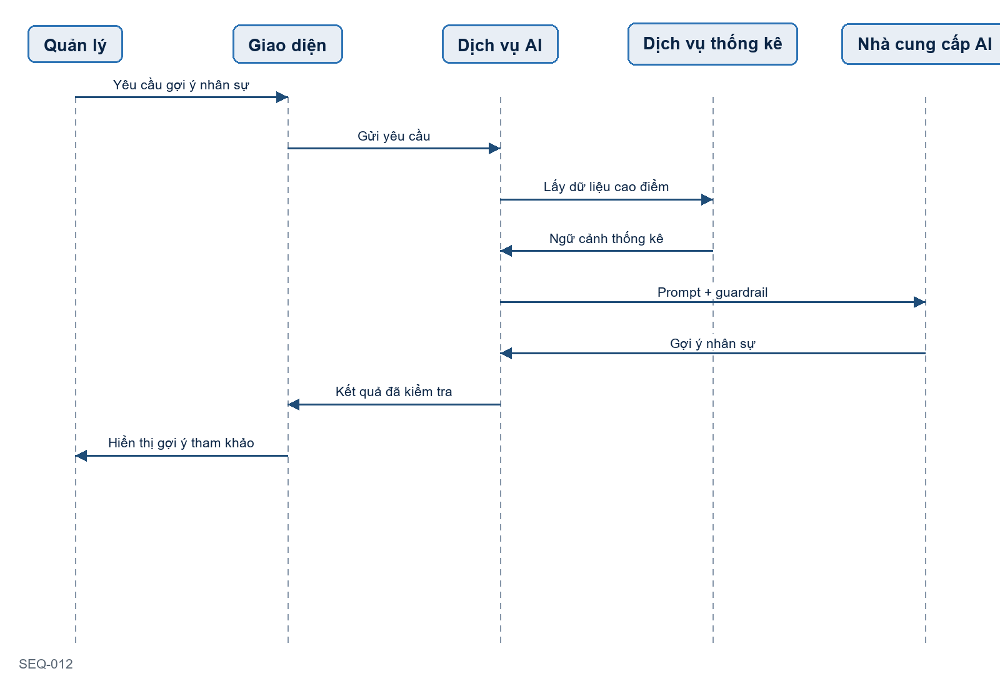 Quản lý
Giao diện
Dịch vụ AI
Dịch vụ thống kê
Nhà cung cấp AI
Yêu cầu gợi ý nhân sự
Gửi yêu cầu
Lấy dữ liệu cao điểm
Ngữ cảnh thống kê
Prompt + guardrail
Gợi ý nhân sự
Kết quả đã kiểm tra
Hiển thị gợi ý tham khảo
SEQ-012